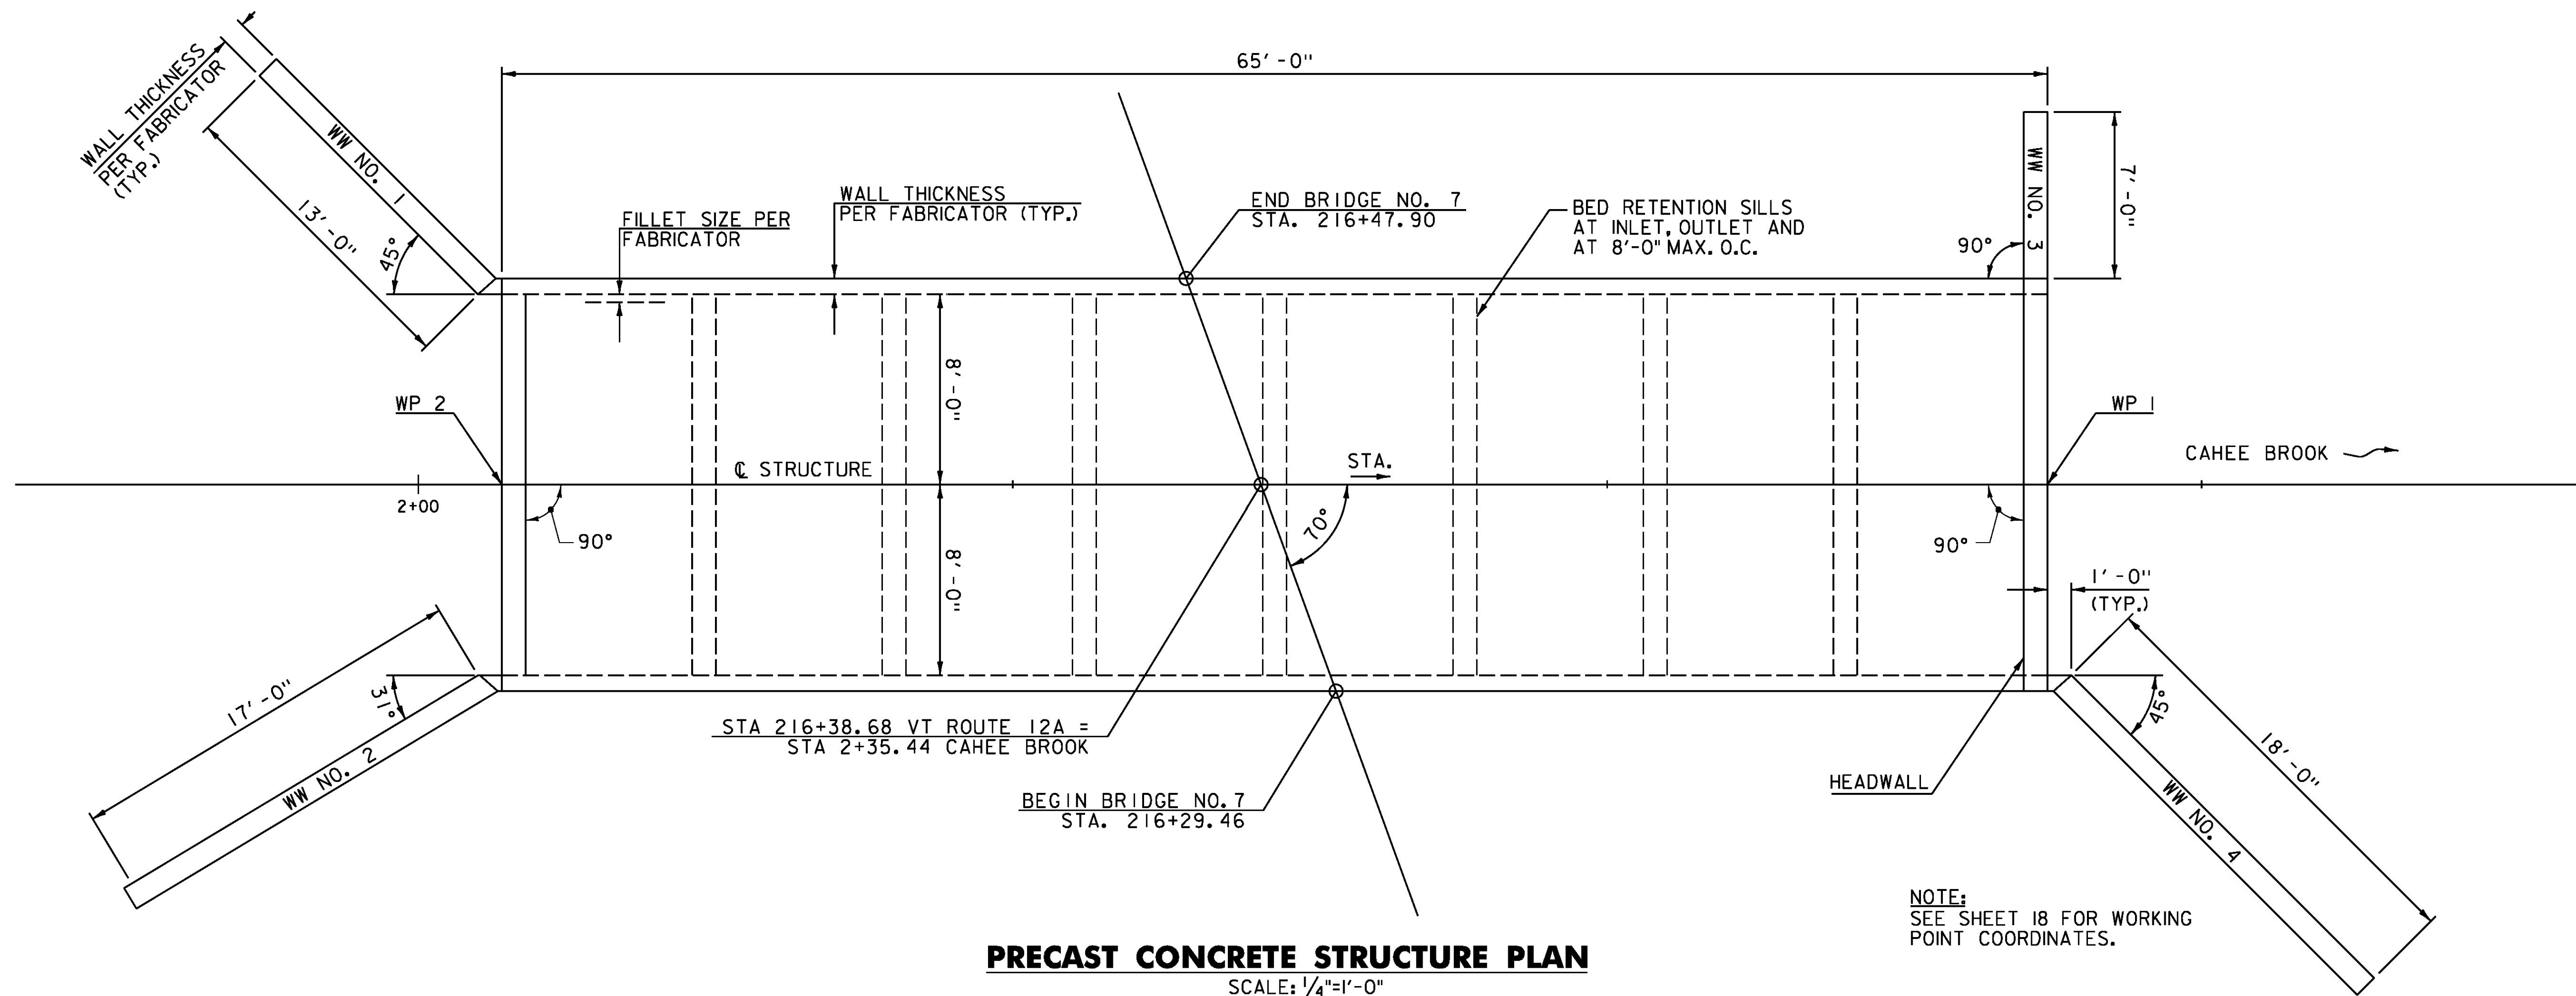 65'-0"
WALL THICKNESS
PER FABRICATOR
(TYP.)
WW NO. 1
13'-0"
45°
FILLET SIZE PER
FABRICATOR
WALL THICKNESS
PER FABRICATOR (TYP.)
END BRIDGE NO. 7
STA. 216+47.90
BED RETENTION SILLS
AT INLET, OUTLET AND
AT 8'-0" MAX. O.C.
WW NO. 3
7'-0"
90°
8'-0"
WP 2
WP 1
CAHEE BROOK
℄ STRUCTURE
STA.
2+00
90°
70°
8'-0"
90°
1'-0"
(TYP.)
17'-0"
31°
WW NO. 2
STA 216+38.68 VT ROUTE 12A =
STA 2+35.44 CAHEE BROOK
BEGIN BRIDGE NO. 7
STA. 216+29.46
HEADWALL
45°
18'-0"
WW NO. 4
NOTE:
SEE SHEET 18 FOR WORKING
POINT COORDINATES.
PRECAST CONCRETE STRUCTURE PLAN
SCALE: 1/4"=1'-0"